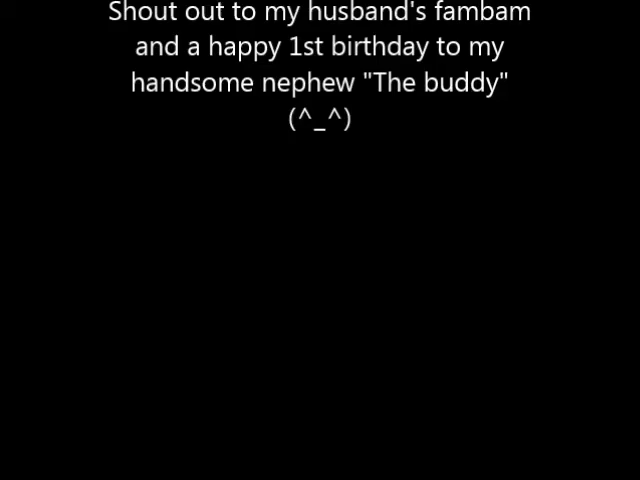 Shout out to my husband's fambam
and a happy 1st birthday to my
handsome nephew "The buddy"
(^_^)